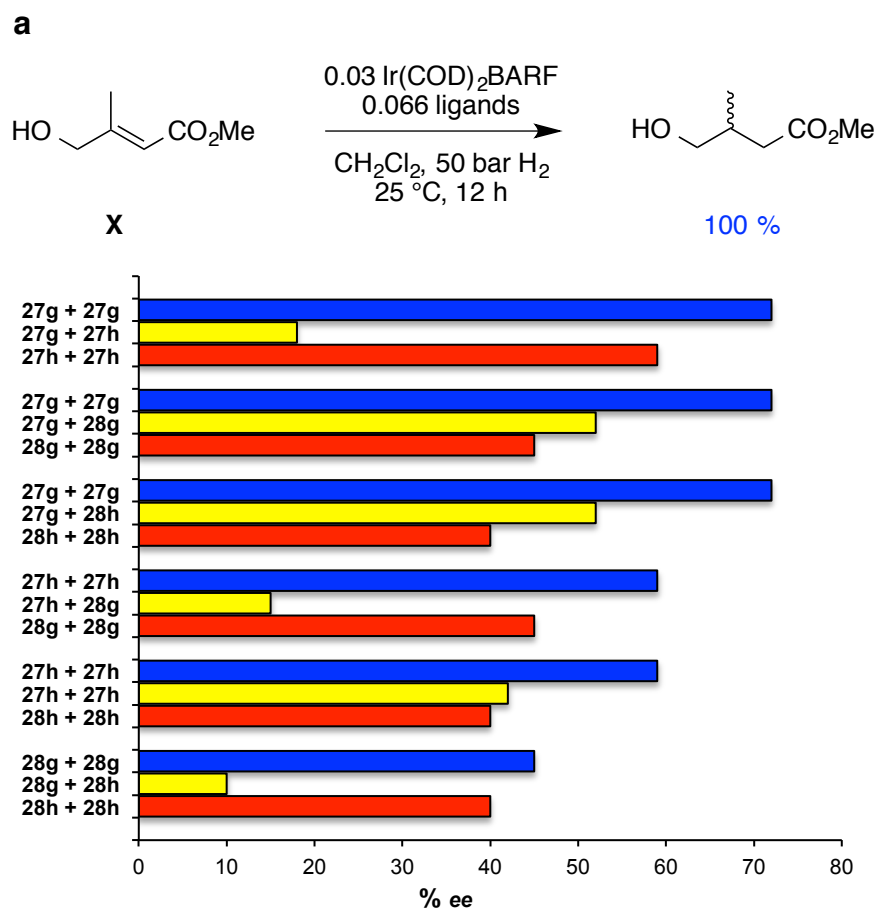 a
0.03 Ir(COD)2BARF
0.066 ligands
HO CO2Me
CH2Cl2, 50 bar H2
25 °C, 12 h
HO CO2Me
X
100 %
27g + 27g
27g + 27h
27h + 27h
27g + 27g
27g + 28g
28g + 28g
27g + 27g
27g + 28h
28h + 28h
27h + 27h
27h + 28g
28g + 28g
27h + 27h
27h + 27h
28h + 28h
28g + 28g
28g + 28h
28h + 28h
0 10 20 30 40 50 60 70 80
% ee